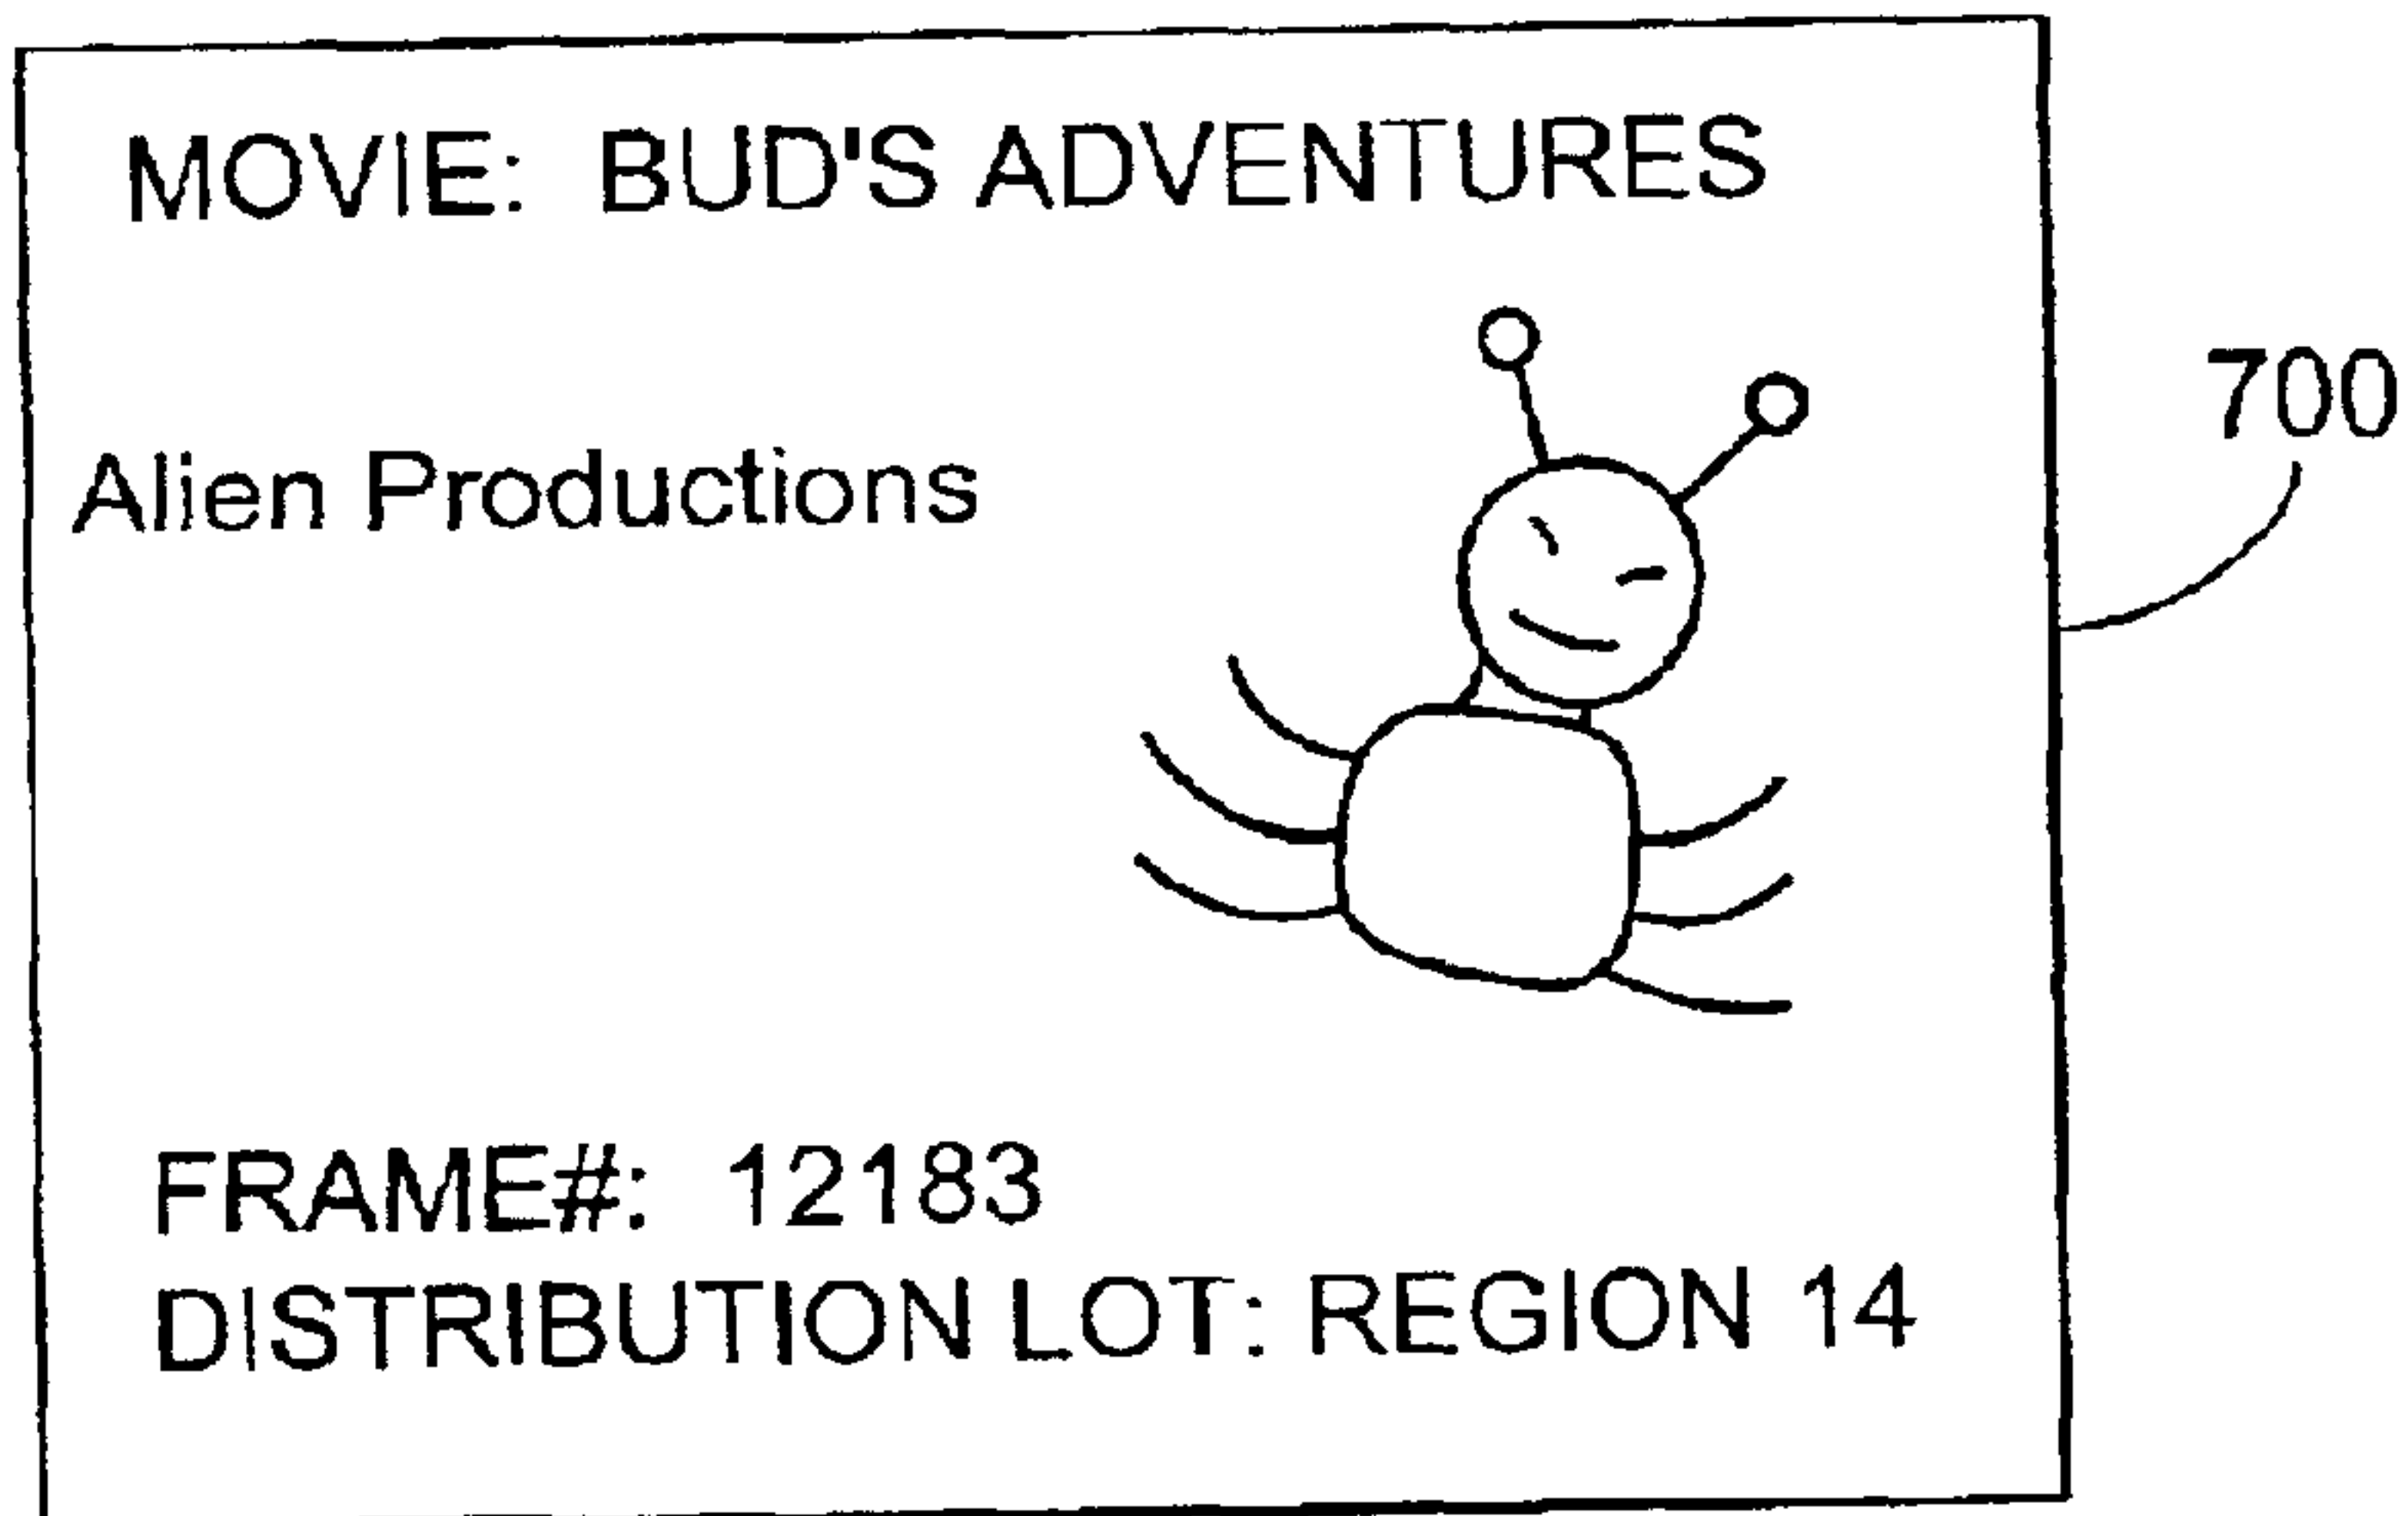 MOVIE: BUD'S ADVENTURES
700
Alien Productions
FRAME#: 12183
DISTRIBUTION LOT: REGION 14